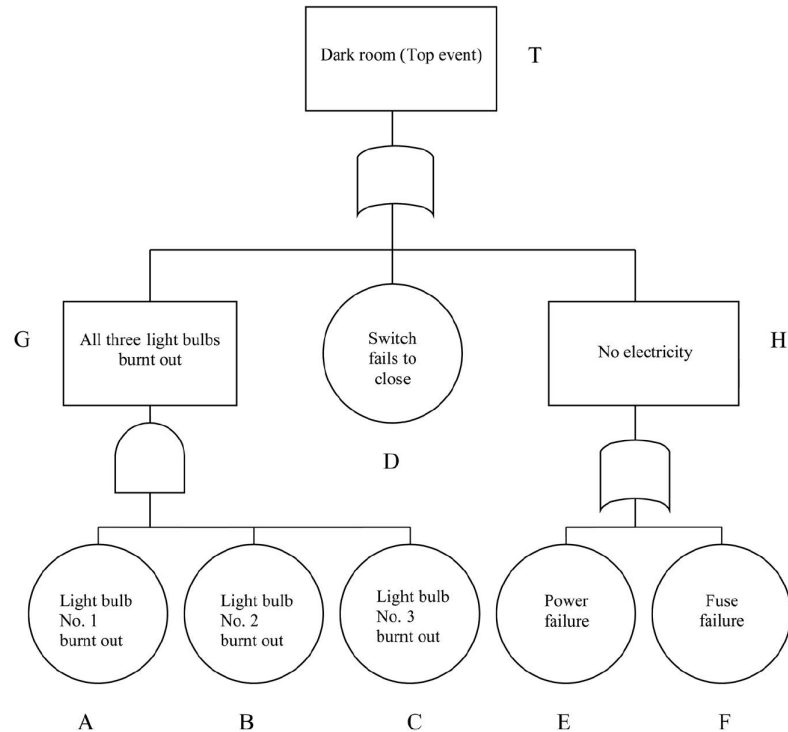 Dark room (Top event)
T
G
All three light bulbs
burnt out
Switch
fails to
close
No electricity
H
D
Light bulb
No. 1
burnt out
Light bulb
No. 2
burnt out
Light bulb
No. 3
burnt out
Power
failure
Fuse
failure
A
B
C
E
F